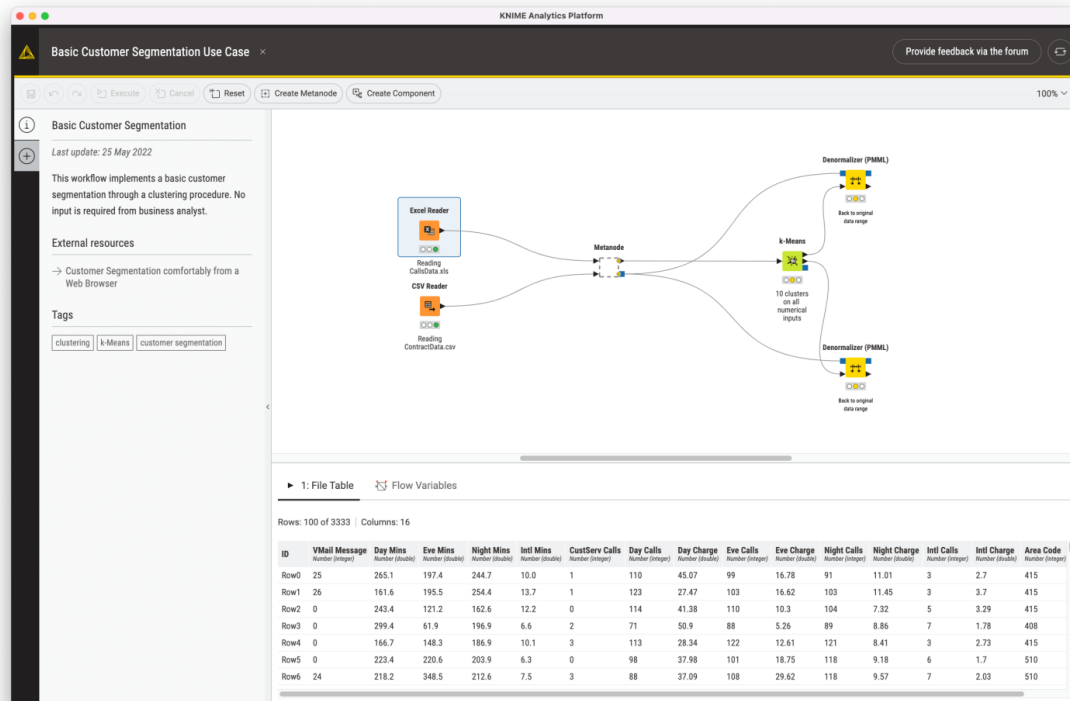 KNIME Analytics Platform
Basic Customer Segmentation Use Case ×
Provide feedback via the forum
Execute
Cancel
Reset
Create Metanode
Create Component
100%
Basic Customer Segmentation
Last update: 25 May 2022
This workflow implements a basic customer
segmentation through a clustering procedure. No
input is required from business analyst.
External resources
→ Customer Segmentation comfortably from a
Web Browser
Tags
clustering k-Means customer segmentation
Excel Reader
Reading
CallsData.xls
CSV Reader
Reading
ContractData.csv
Metanode
k-Means
10 clusters
on all
numerical
inputs
Denormalizer (PMML)
Back to original
data range
Denormalizer (PMML)
Back to original
data range
1: File Table
Flow Variables
Rows: 100 of 3333 | Columns: 16
ID VMail Message Day Mins Eve Mins Night Mins Intl Mins CustServ Calls Day Calls Day Charge Eve Calls Eve Charge Night Calls Night Charge Intl Calls Intl Charge Area Code
Number (integer) Number (double) Number (double) Number (double) Number (double) Number (integer) Number (integer) Number (double) Number (integer) Number (double) Number (integer) Number (double) Number (integer) Number (double) Number (integer)
Row0 25 265.1 197.4 244.7 10.0 1 110 45.07 99 16.78 91 11.01 3 2.7 415
Row1 26 161.6 195.5 254.4 13.7 1 123 27.47 103 16.62 103 11.45 3 3.7 415
Row2 0 243.4 121.2 162.6 12.2 0 114 41.38 110 10.3 104 7.32 5 3.29 415
Row3 0 299.4 61.9 196.9 6.6 2 71 50.9 88 5.26 89 8.86 7 1.78 408
Row4 0 166.7 148.3 186.9 10.1 3 113 28.34 122 12.61 121 8.41 3 2.73 415
Row5 0 223.4 220.6 203.9 6.3 0 98 37.98 101 18.75 118 9.18 6 1.7 510
Row6 24 218.2 348.5 212.6 7.5 3 88 37.09 108 29.62 118 9.57 7 2.03 510